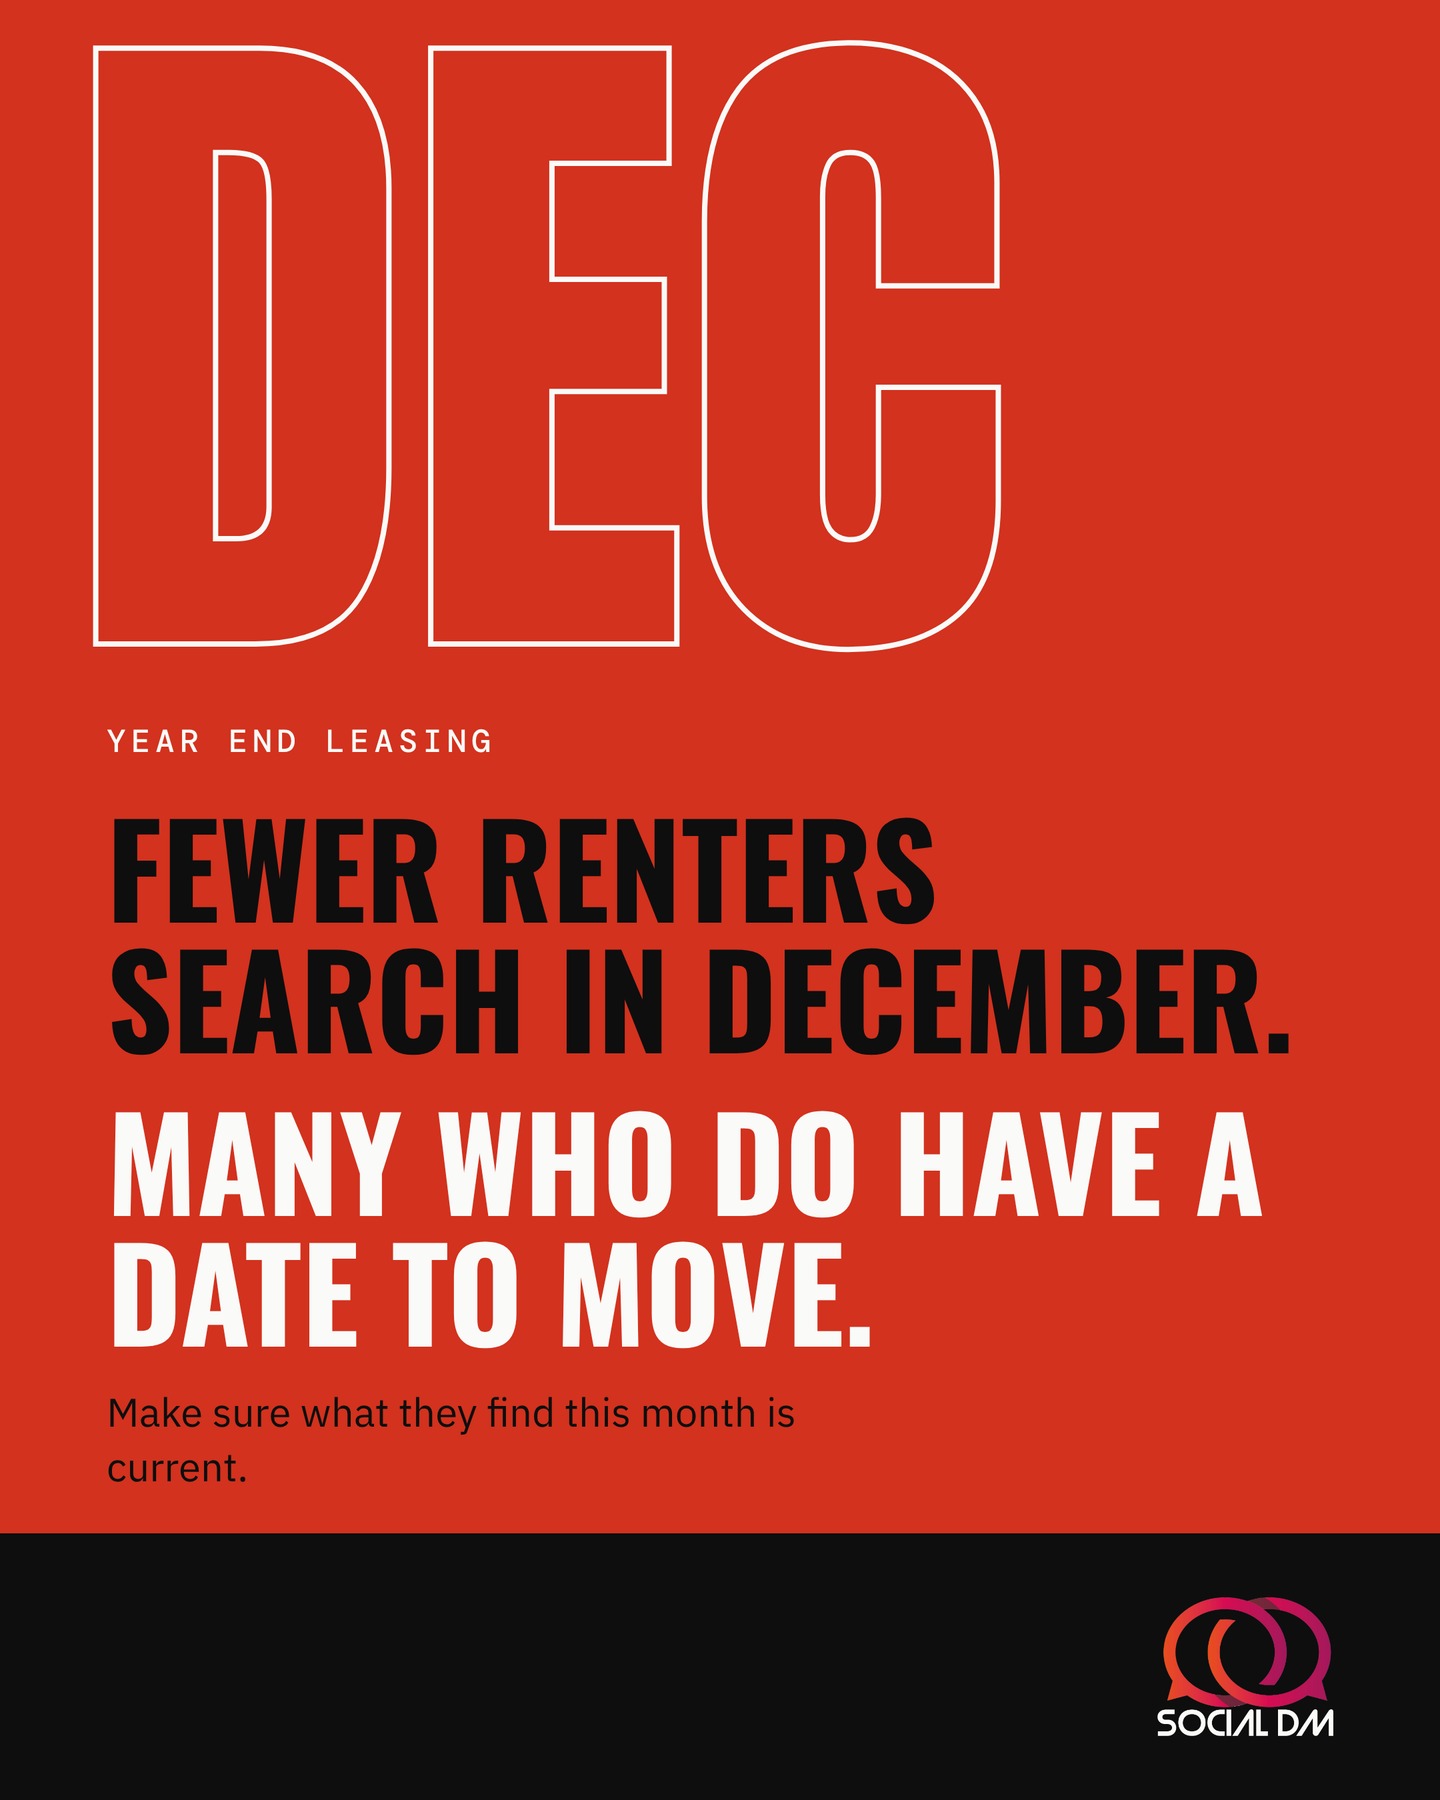 DEC
YEAR END LEASING
FEWER RENTERS
SEARCH IN DECEMBER.
MANY WHO DO HAVE A
DATE TO MOVE.
Make sure what they find this month is
current.
SOCIAL DM